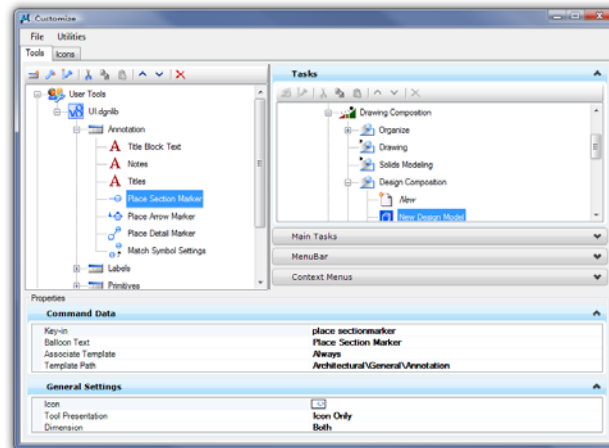 Customize
File Utilities
Tools Icons
User Tools
UI.dgnlib
Annotation
Title Block Text
Notes
Titles
Place Section Marker
Place Arrow Marker
Place Detail Marker
Match Symbol Settings
Labels
Primitives
Tasks
Drawing Composition
Organize
Drawing
Solids Modeling
Design Composition
New
New Design Model
Main Tasks
MenuBar
Context Menus
Properties
Command Data
Key-in place sectionmarker
Balloon Text Place Section Marker
Associate Template Always
Template Path Architectural\General\Annotation
General Settings
Icon
Tool Presentation Icon Only
Dimension Both